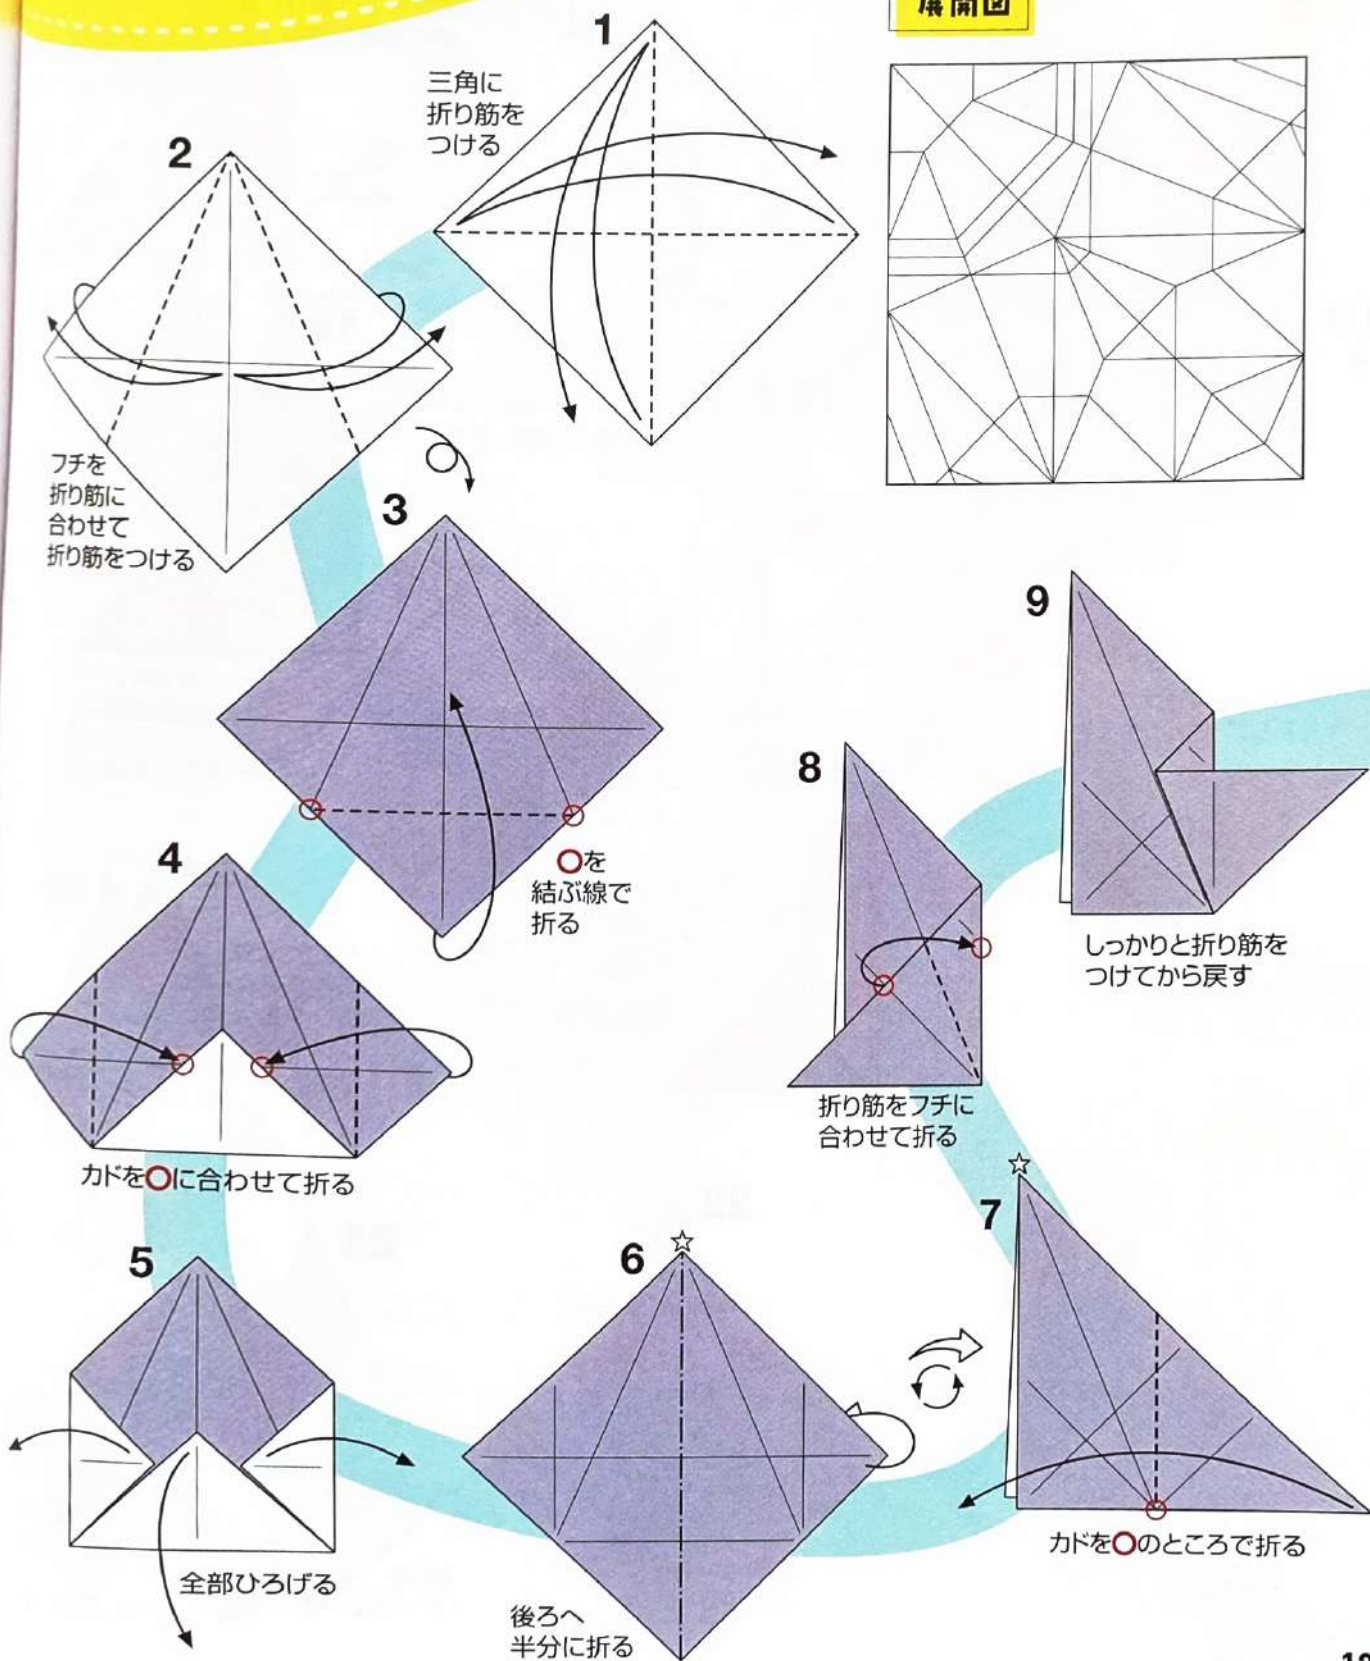 展開図
1
三角に
折り筋を
つける
2
フチを
折り筋に
合わせて
折り筋をつける
3
○を
結ぶ線で
折る
4
カドを○に合わせて折る
5
全部ひろげる
6
後ろへ
半分に折る
7
カドを○のところで折る
8
折り筋をフチに
合わせて折る
9
しっかりと折り筋を
つけてから戻す